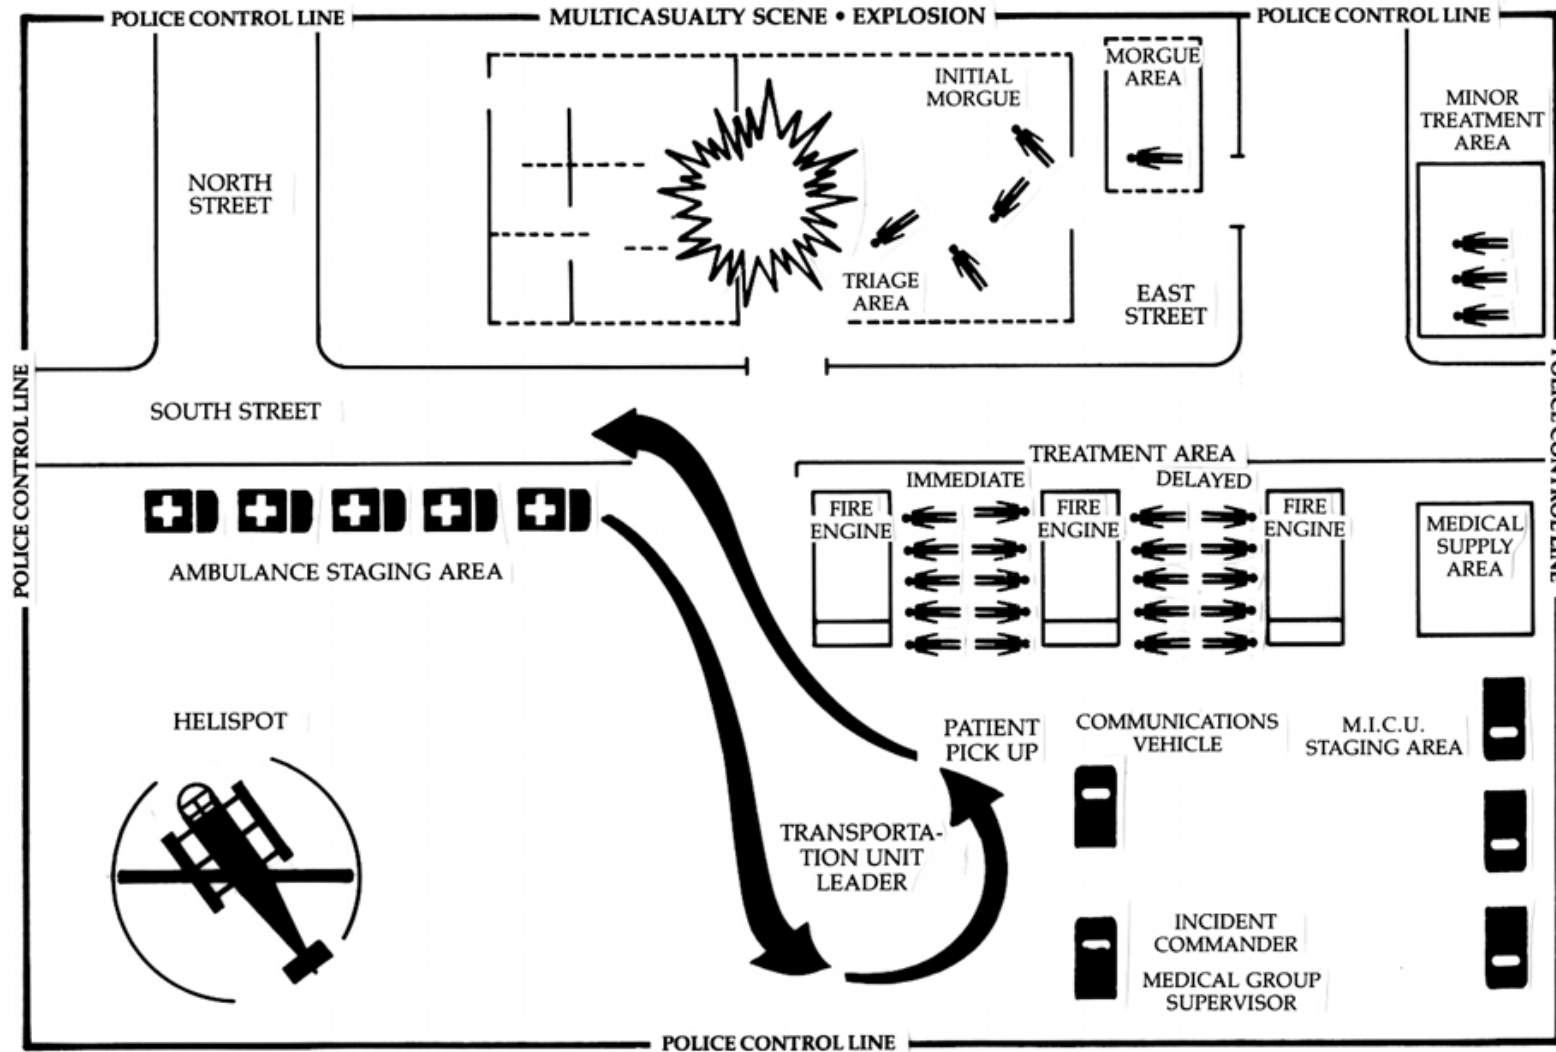 POLICE CONTROL LINE
MULTICASUALTY SCENE • EXPLOSION
POLICE CONTROL LINE
NORTH
STREET
INITIAL
MORGUE
MORGUE
AREA
MINOR
TREATMENT
AREA
TRIAGE
AREA
EAST
STREET
POLICE CONTROL LINE
POLICE CONTROL LINE
SOUTH STREET
TREATMENT AREA
IMMEDIATE
DELAYED
FIRE
ENGINE
FIRE
ENGINE
FIRE
ENGINE
MEDICAL
SUPPLY
AREA
AMBULANCE STAGING AREA
HELISPOT
PATIENT
PICK UP
COMMUNICATIONS
VEHICLE
M.I.C.U.
STAGING AREA
TRANSPORTA-
TION UNIT
LEADER
INCIDENT
COMMANDER
MEDICAL GROUP
SUPERVISOR
POLICE CONTROL LINE